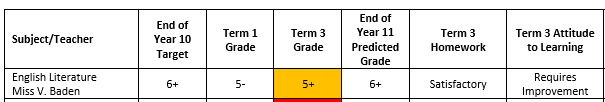 Subject/Teacher
End of
Year 10
Target
Term 1
Grade
Term 3
Grade
End of
Year 11
Predicted
Grade
Term 3
Homework
Term 3 Attitude
to Learning
English Literature
Miss V. Baden
6+
5-
5+
6+
Satisfactory
Requires
Improvement